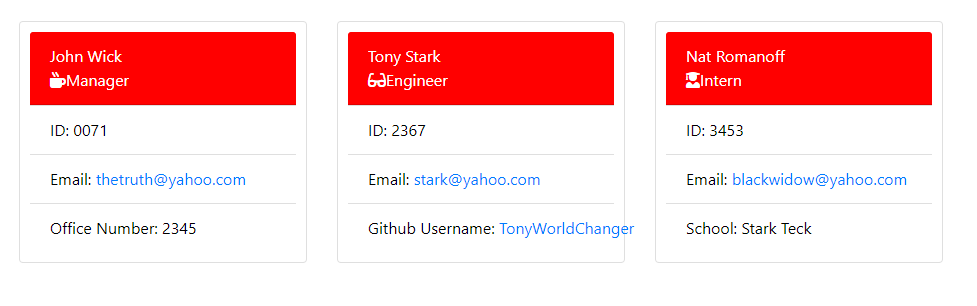 John Wick
Manager
ID: 0071
Email: thetruth@yahoo.com
Office Number: 2345
Tony Stark
Engineer
ID: 2367
Email: stark@yahoo.com
Github Username: TonyWorldChanger
Nat Romanoff
Intern
ID: 3453
Email: blackwidow@yahoo.com
School: Stark Teck